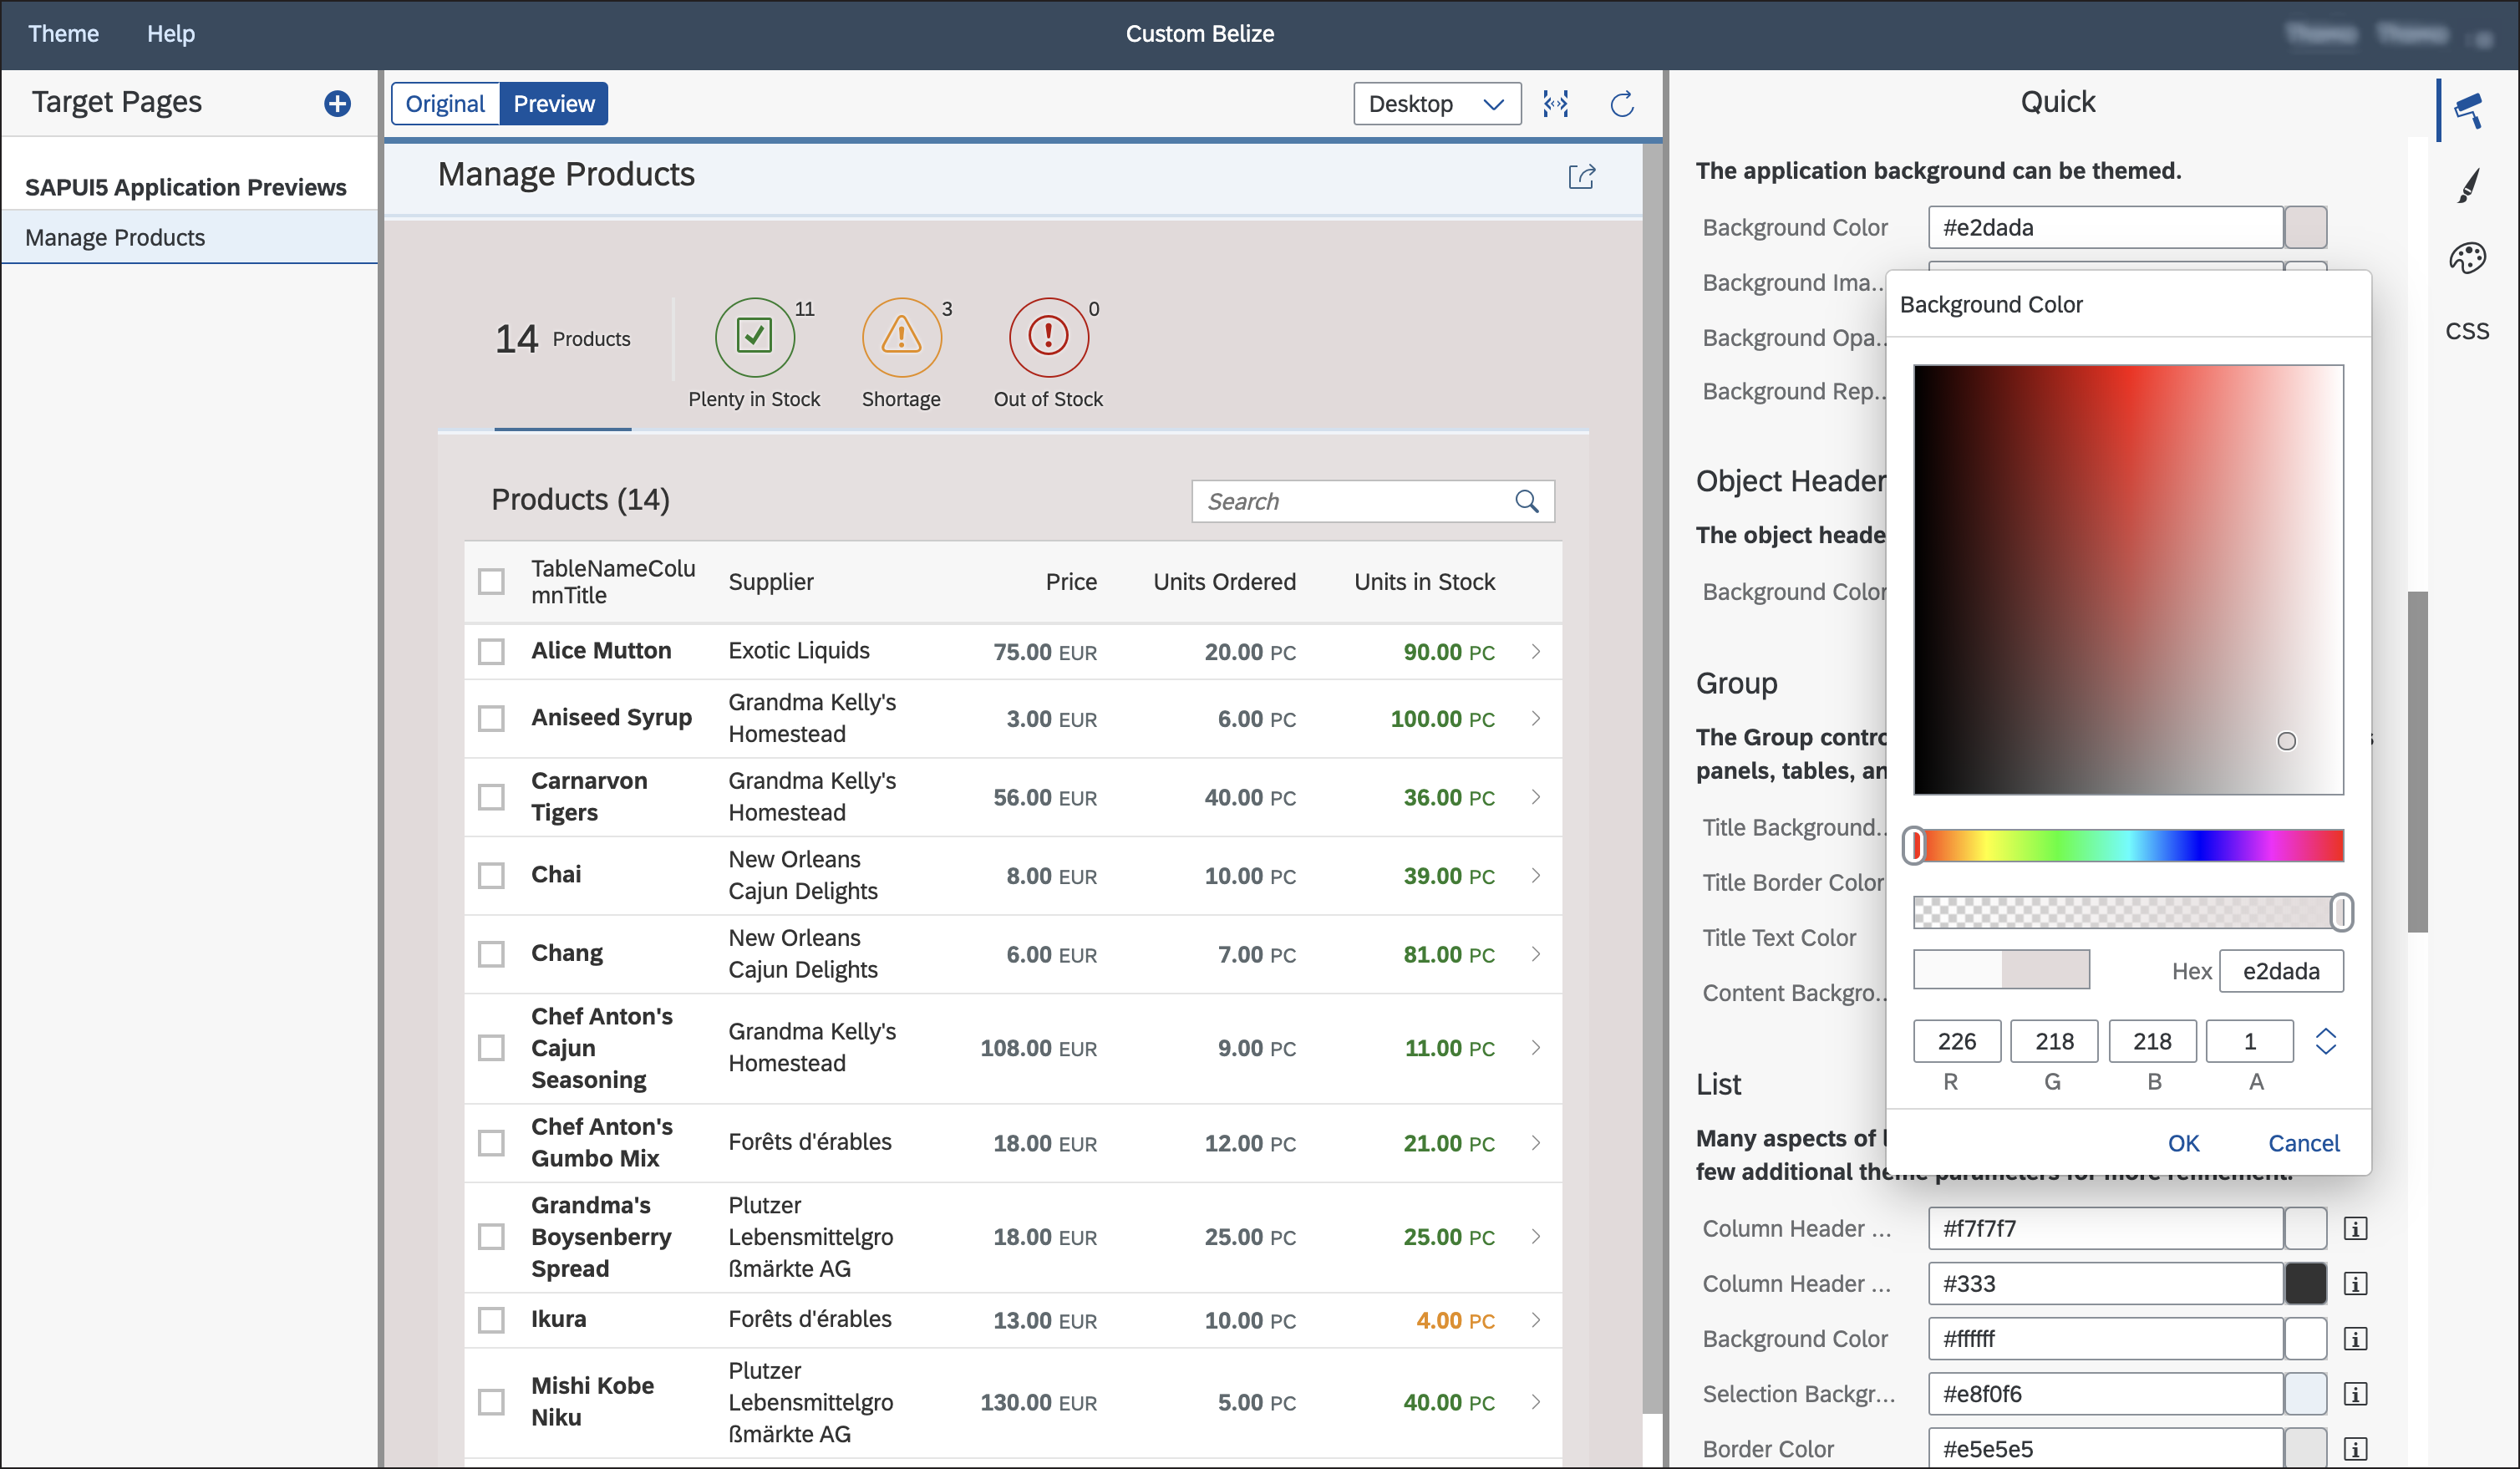 Theme Help Custom Belize
Target Pages
SAPUI5 Application Previews
Manage Products
Original Preview Desktop
Manage Products
14 Products
11
Plenty in Stock
3
Shortage
0
Out of Stock
Products (14)
Search
TableNameColu
mnTitle
Supplier
Price
Units Ordered
Units in Stock
Alice Mutton
Exotic Liquids
75.00 EUR
20.00 PC
90.00 PC
Aniseed Syrup
Grandma Kelly's
Homestead
3.00 EUR
6.00 PC
100.00 PC
Carnarvon
Tigers
Grandma Kelly's
Homestead
56.00 EUR
40.00 PC
36.00 PC
Chai
New Orleans
Cajun Delights
8.00 EUR
10.00 PC
39.00 PC
Chang
New Orleans
Cajun Delights
6.00 EUR
7.00 PC
81.00 PC
Chef Anton's
Cajun
Seasoning
Grandma Kelly's
Homestead
108.00 EUR
9.00 PC
11.00 PC
Chef Anton's
Gumbo Mix
Forêts d'érables
18.00 EUR
12.00 PC
21.00 PC
Grandma's
Boysenberry
Spread
Plutzer
Lebensmittelgro
ßmärkte AG
18.00 EUR
25.00 PC
25.00 PC
Ikura
Forêts d'érables
13.00 EUR
10.00 PC
4.00 PC
Mishi Kobe
Niku
Plutzer
Lebensmittelgro
ßmärkte AG
130.00 EUR
5.00 PC
40.00 PC
Quick
The application background can be themed.
Background Color #e2dada
Background Ima...
Background Opa...
Background Rep...
Object Header
The object heade
Background Color
Group
The Group contro
panels, tables, an
Title Background...
Title Border Color
Title Text Color
Content Backgro...
List
Many aspects of
few additional theme parameters for more refinement.
Column Header ... #f7f7f7
Column Header ... #333
Background Color #ffffff
Selection Backgr... #e8f0f6
Border Color #e5e5e5
Background Color
Hex e2dada
226 218 218 1
R G B A
OK Cancel
CSS